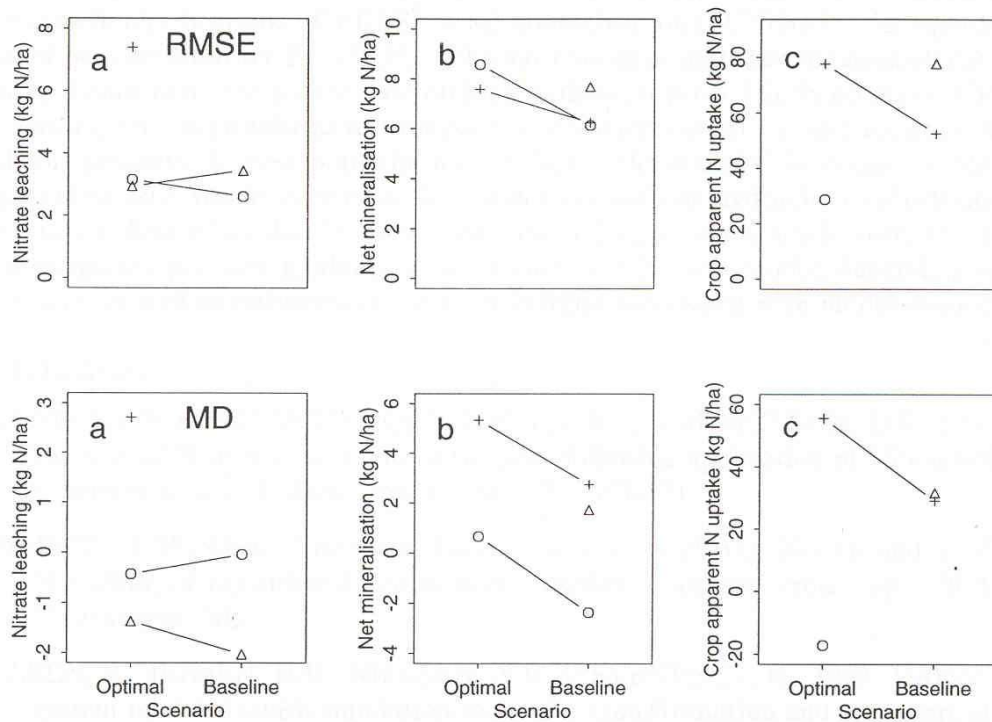 Nitrate leaching (kg N/ha)
0 2 4 6 8
a
RMSE
Net mineralisation (kg N/ha)
0 2 4 6 8 10
b
Crop apparent N uptake (kg N/ha)
0 20 40 60 80
c
Nitrate leaching (kg N/ha)
-2 -1 0 1 2 3
a
MD
Optimal Baseline
Scenario
Net mineralisation (kg N/ha)
-4 -2 0 2 4 6
b
Optimal Baseline
Scenario
Crop apparent N uptake (kg N/ha)
-20 0 20 40 60
c
Optimal Baseline
Scenario